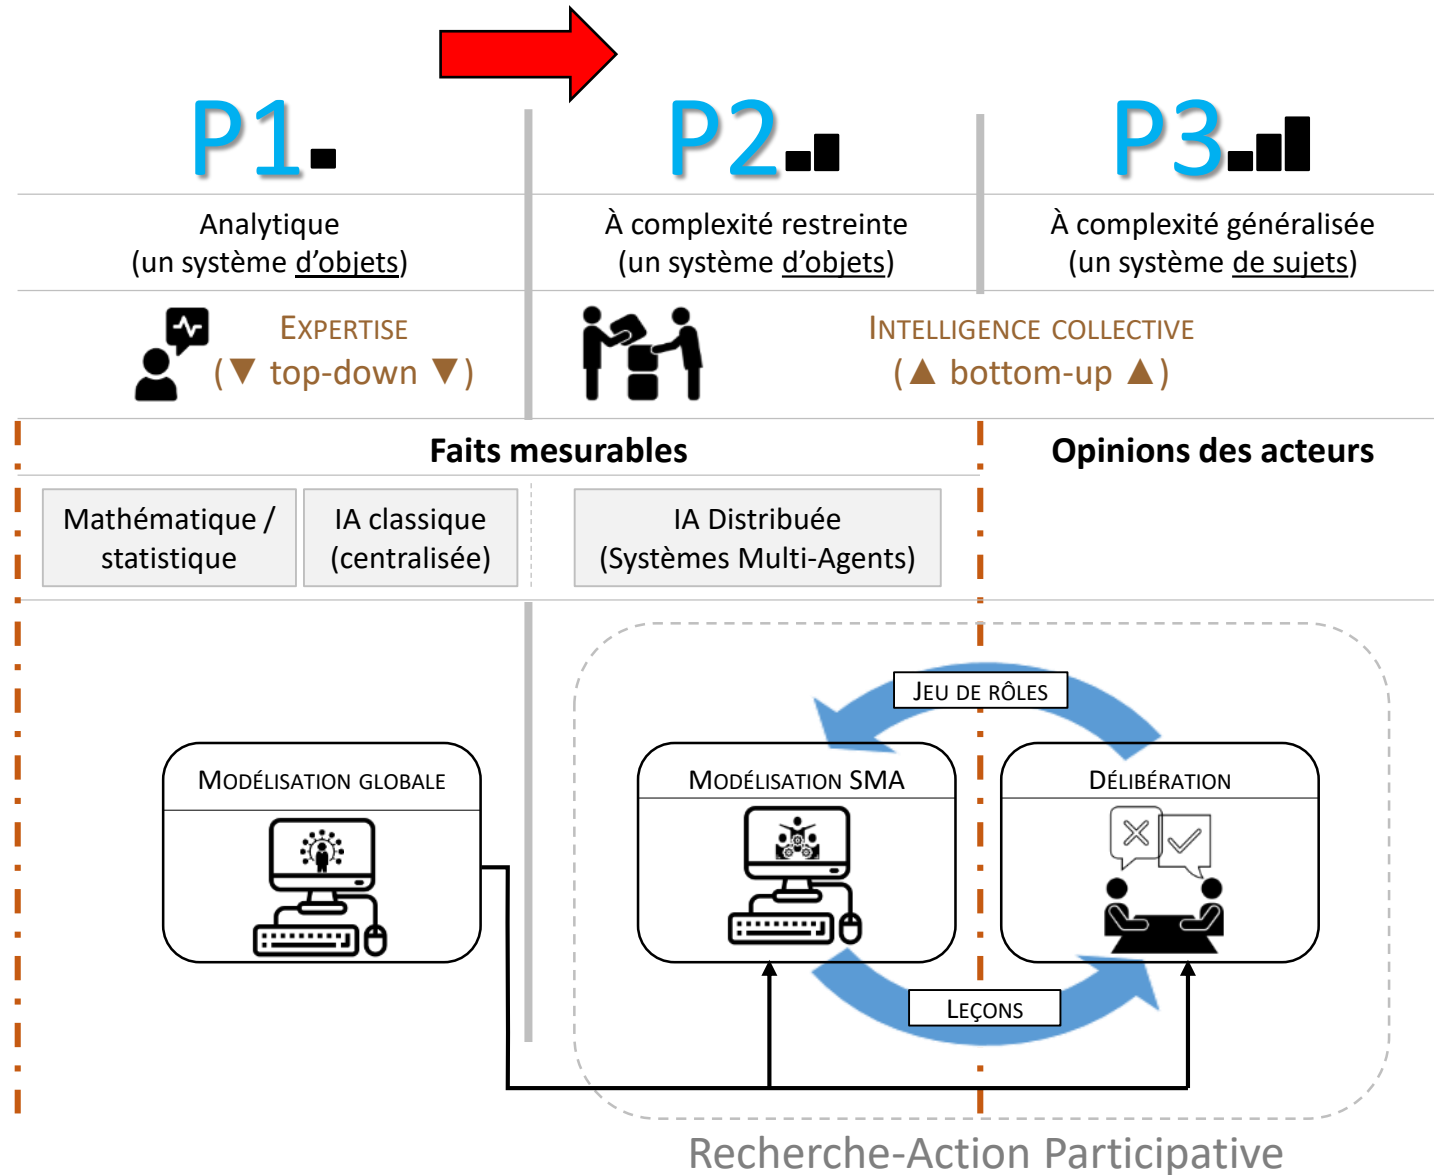 P1
P2
P3
Analytique
(un système d'objets)
À complexité restreinte
(un système d'objets)
À complexité généralisée
(un système de sujets)
EXPERTISE
(▼ top-down ▼)
INTELLIGENCE COLLECTIVE
(▲ bottom-up ▲)
Faits mesurables
Opinions des acteurs
Mathématique /
statistique
IA classique
(centralisée)
IA Distribuée
(Systèmes Multi-Agents)
JEU DE RÔLES
MODÉLISATION GLOBALE
MODÉLISATION SMA
DÉLIBÉRATION
LEÇONS
Recherche-Action Participative